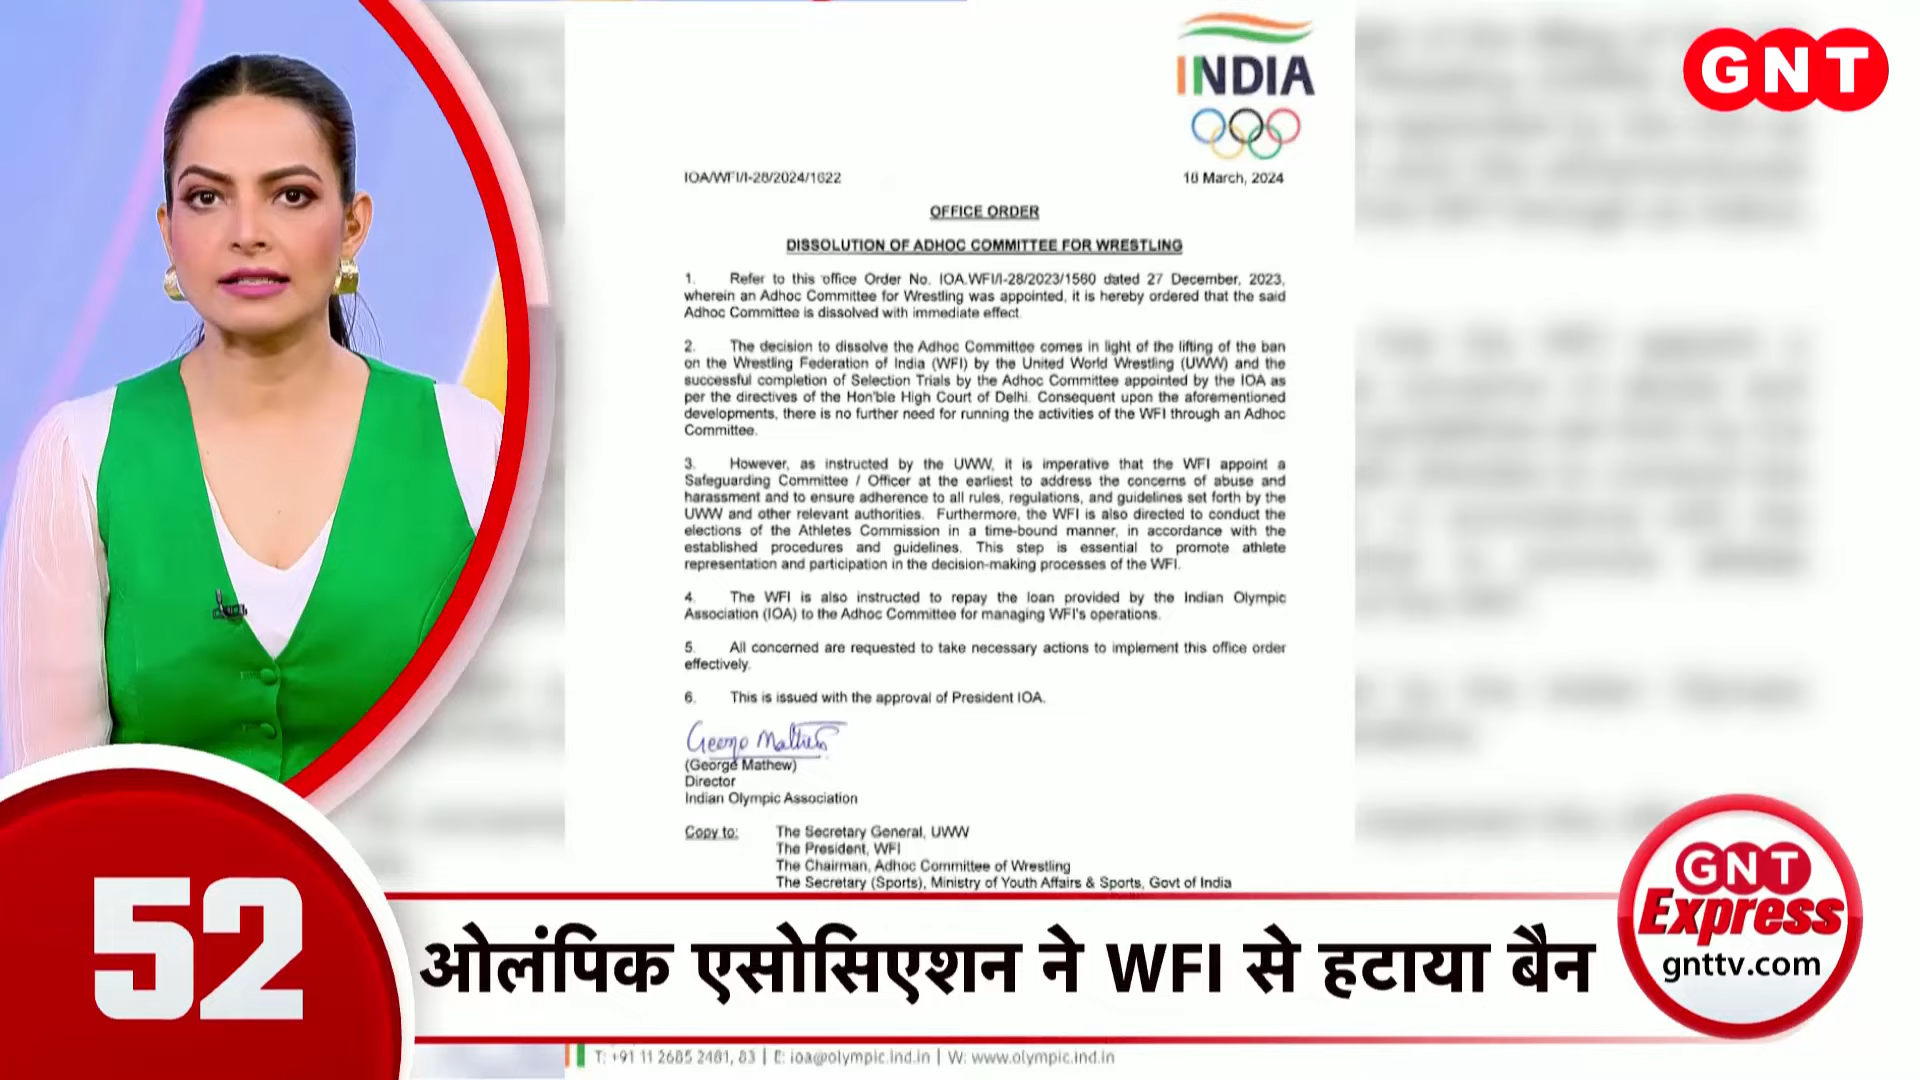 INDIA
GNT
IOA/WFI/I-28/2024/1622
18 March, 2024
OFFICE ORDER
DISSOLUTION OF ADHOC COMMITTEE FOR WRESTLING
1. Refer to this office Order No. IOA.WFI/I-28/2023/1560 dated 27 December, 2023,
wherein an Adhoc Committee for Wrestling was appointed, it is hereby ordered that the said
Adhoc Committee is dissolved with immediate effect.
2. The decision to dissolve the Adhoc Committee comes in light of the lifting of the ban
on the Wrestling Federation of India (WFI) by the United World Wrestling (UWW) and the
successful completion of Selection Trials by the Adhoc Committee appointed by the IOA as
per the directives of the Hon'ble High Court of Delhi. Consequent upon the aforementioned
developments, there is no further need for running the activities of the WFI through an Adhoc
Committee.
3. However, as instructed by the UWW, it is imperative that the WFI appoint a
Safeguarding Committee / Officer at the earliest to address the concerns of abuse and
harassment and to ensure adherence to all rules, regulations, and guidelines set forth by the
UWW and other relevant authorities. Furthermore, the WFI is also directed to conduct the
elections of the Athletes Commission in a time-bound manner, in accordance with the
established procedures and guidelines. This step is essential to promote athlete
representation and participation in the decision-making processes of the WFI.
4. The WFI is also instructed to repay the loan provided by the Indian Olympic
Association (IOA) to the Adhoc Committee for managing WFI's operations.
5. All concerned are requested to take necessary actions to implement this office order
effectively.
6. This is issued with the approval of President IOA.
George Mathew
(George Mathew)
Director
Indian Olympic Association
Copy to: The Secretary General, UWW
The President, WFI
The Chairman, Adhoc Committee of Wrestling
The Secretary (Sports), Ministry of Youth Affairs & Sports, Govt of India
52
ओलंपिक एसोसिएशन ने WFI से हटाया बैन
GNT
Express
gnttv.com
T: +91 11 2685 2481, 83 | E: ioa@olympic.ind.in | W: www.olympic.ind.in